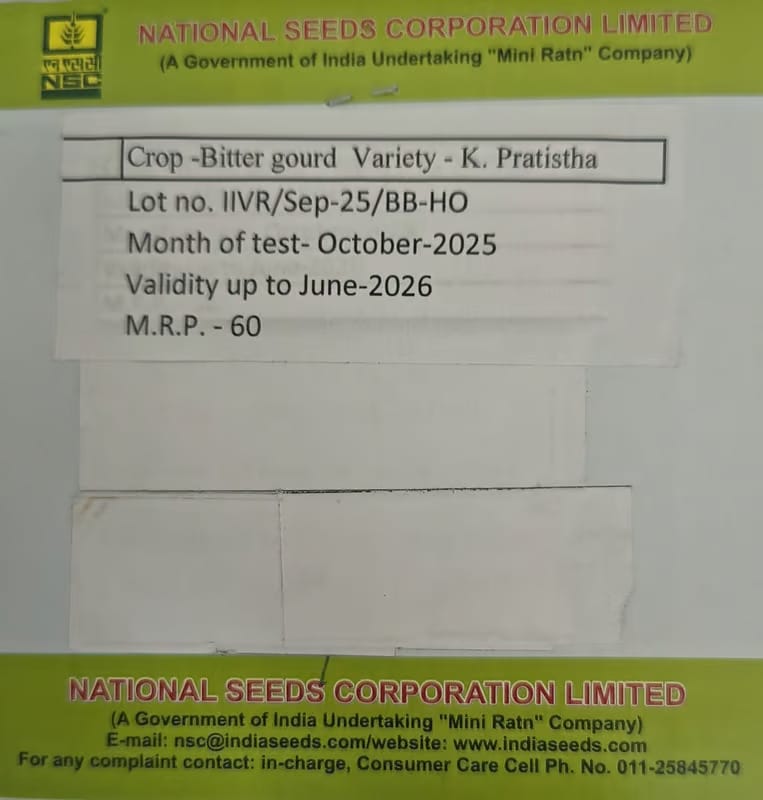 एन एस सी
NSC
NATIONAL SEEDS CORPORATION LIMITED
(A Government of India Undertaking "Mini Ratn" Company)
Crop -Bitter gourd Variety - K. Pratistha
Lot no. IIVR/Sep-25/BB-HO
Month of test- October-2025
Validity up to June-2026
M.R.P. - 60
NATIONAL SEEDS CORPORATION LIMITED
(A Government of India Undertaking "Mini Ratn" Company)
E-mail: nsc@indiaseeds.com/website: www.indiaseeds.com
For any complaint contact: in-charge, Consumer Care Cell Ph. No. 011-25845770